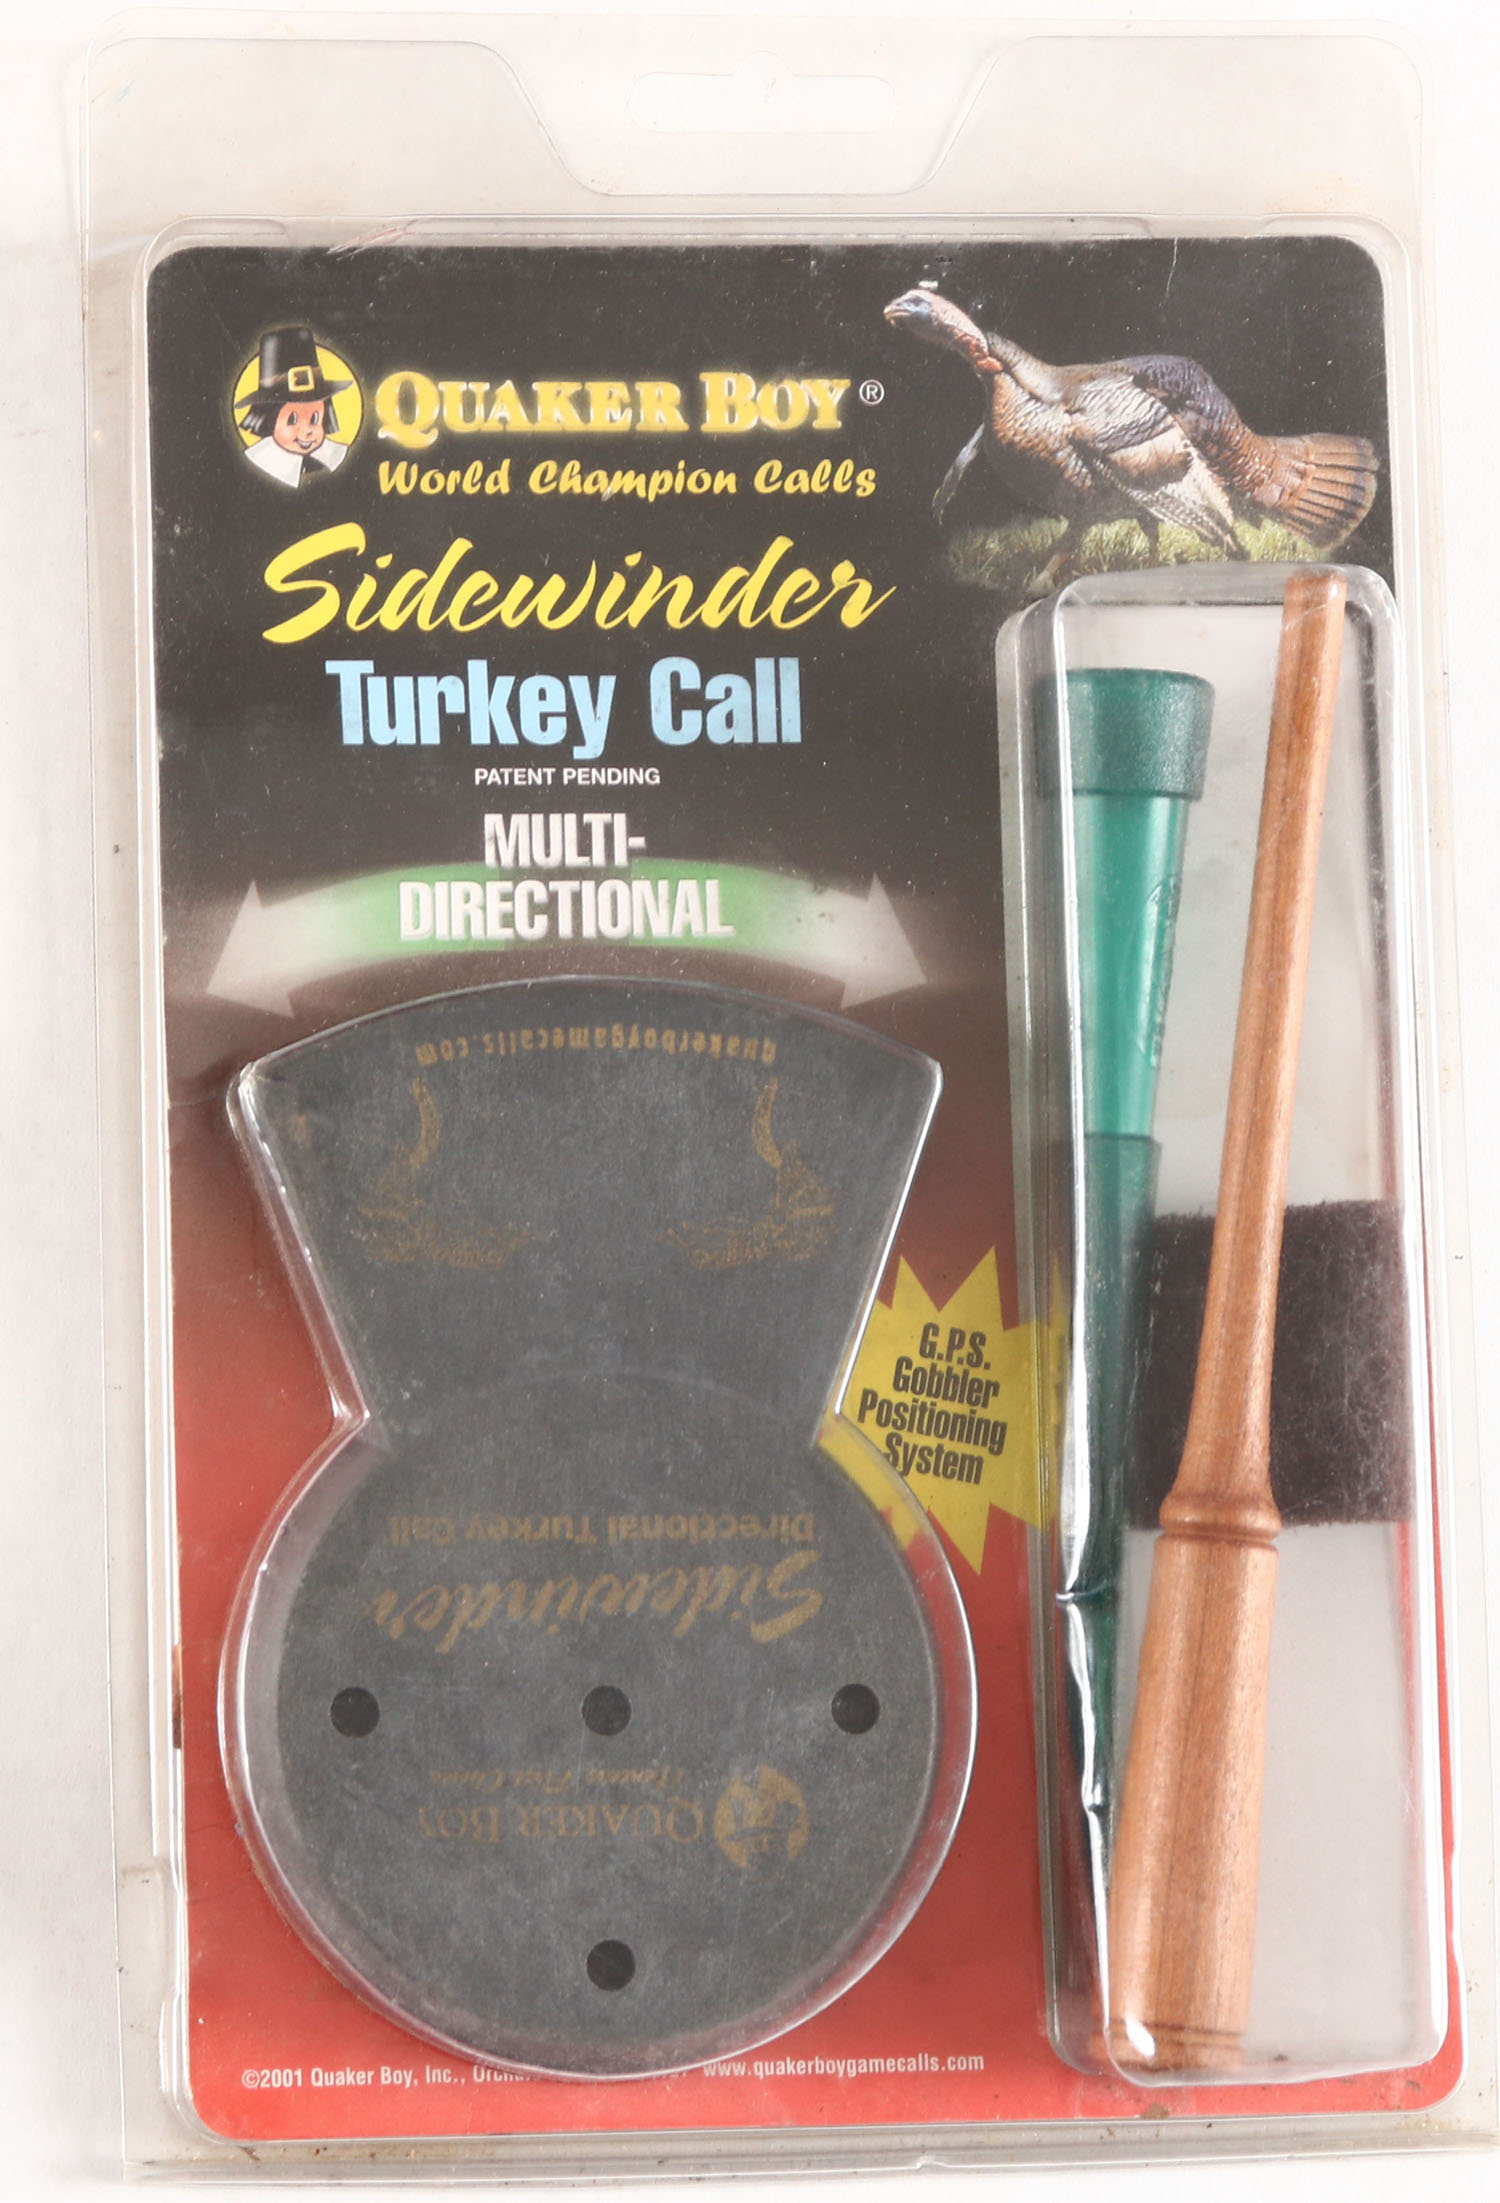 QUAKER BOY®
World Champion Calls
Sidewinder
Turkey Call
PATENT PENDING
MULTI-
DIRECTIONAL
quakerboygamecalls.com
G.P.S.
Gobbler
Positioning
System
Directional Turkey Call
Sidewinder
QUAKER BOY
©2001 Quaker Boy, Inc., www.quakerboygamecalls.com